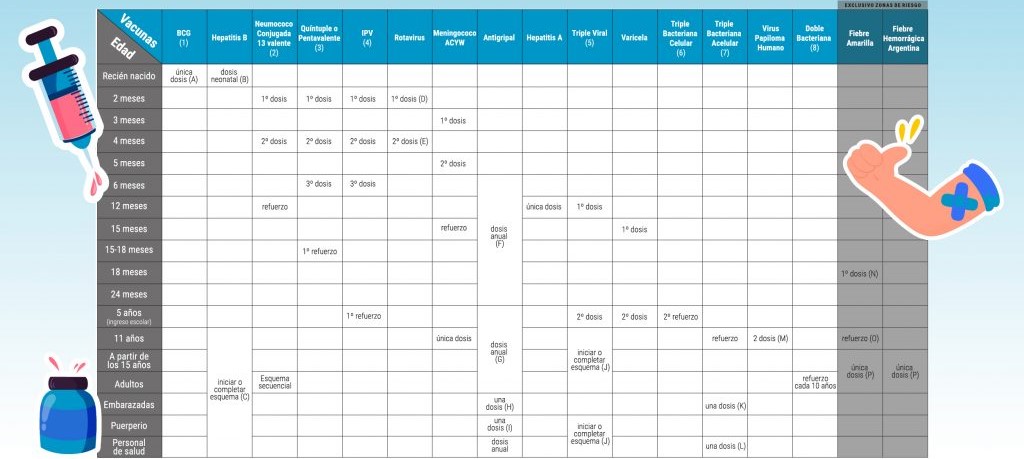 EXCLUSIVO ZONAS DE RIESGO
Vacunas
Edad
BCG
(1)
Hepatitis B
Neumococo
Conjugada
13 valente
(2)
Quíntuple o
Pentavalente
(3)
IPV
(4)
Rotavirus
Meningococo
ACYW
Antigripal
Hepatitis A
Triple Viral
(5)
Varicela
Triple
Bacteriana
Celular
(6)
Triple
Bacteriana
Acelular
(7)
Virus
Papiloma
Humano
Doble
Bacteriana
(8)
Fiebre
Amarilla
Fiebre
Hemorrágica
Argentina
Recién nacido
única
dosis (A)
dosis
neonatal (B)
2 meses
1º dosis
1º dosis
1º dosis
1º dosis (D)
3 meses
1º dosis
4 meses
2º dosis
2º dosis
2º dosis
2º dosis (E)
5 meses
2º dosis
6 meses
3º dosis
3º dosis
12 meses
refuerzo
única dosis
1º dosis
15 meses
refuerzo
dosis
anual
(F)
1º dosis
15-18 meses
1º refuerzo
18 meses
1º dosis (N)
24 meses
5 años
(ingreso escolar)
1º refuerzo
2º dosis
2º dosis
2º refuerzo
11 años
única dosis
dosis
anual
(G)
refuerzo
2 dosis (M)
refuerzo (O)
A partir de
los 15 años
iniciar o
completar
esquema (J)
única
dosis (P)
única
dosis (P)
Adultos
iniciar o
completar
esquema (C)
Esquema
secuencial
refuerzo
cada 10 años
Embarazadas
una
dosis (H)
una dosis (K)
Puerperio
una
dosis (I)
iniciar o
completar
esquema (J)
Personal
de salud
dosis
anual
una dosis (L)